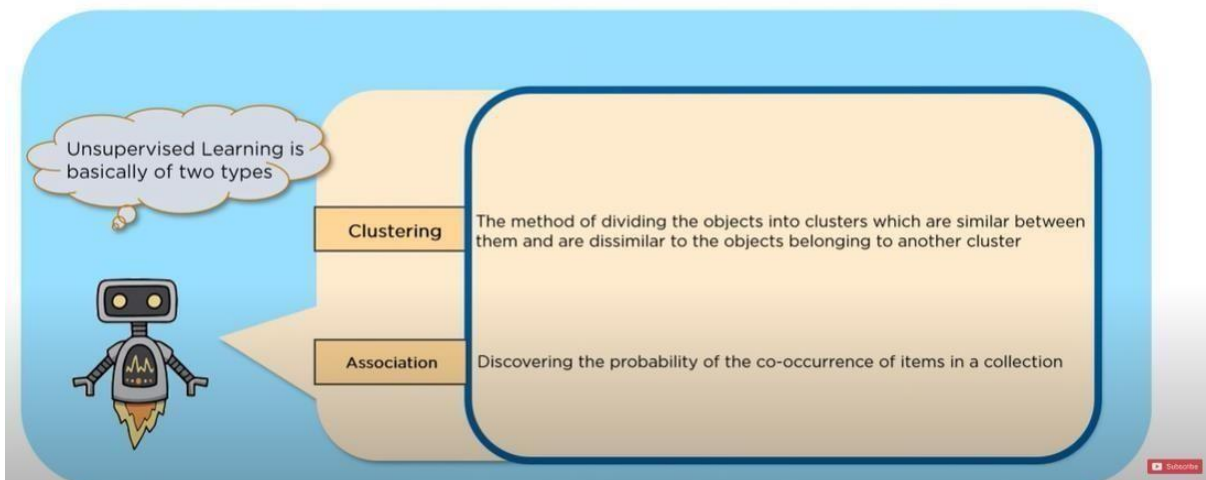 Unsupervised Learning is
basically of two types
Clustering
The method of dividing the objects into clusters which are similar between
them and are dissimilar to the objects belonging to another cluster
Association
Discovering the probability of the co-occurrence of items in a collection
Subscribe